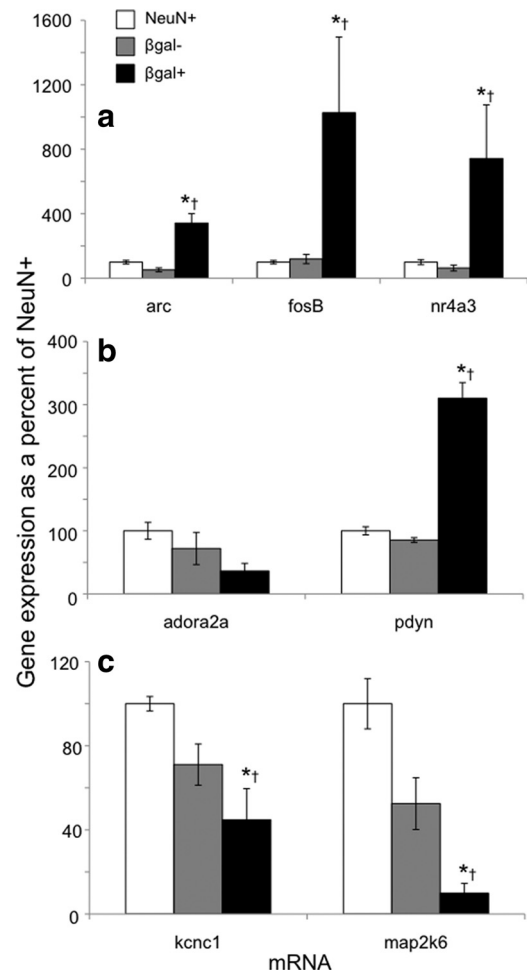 Gene expression as a percent of NeuN+
NeuN+
βgal-
βgal+
a
1600
1200
800
400
0
*†
*†
*†
arc fosB nr4a3
b
400
300
200
100
0
*†
adora2a pdyn
c
120
80
40
0
*†
*†
kcnc1 map2k6
mRNA